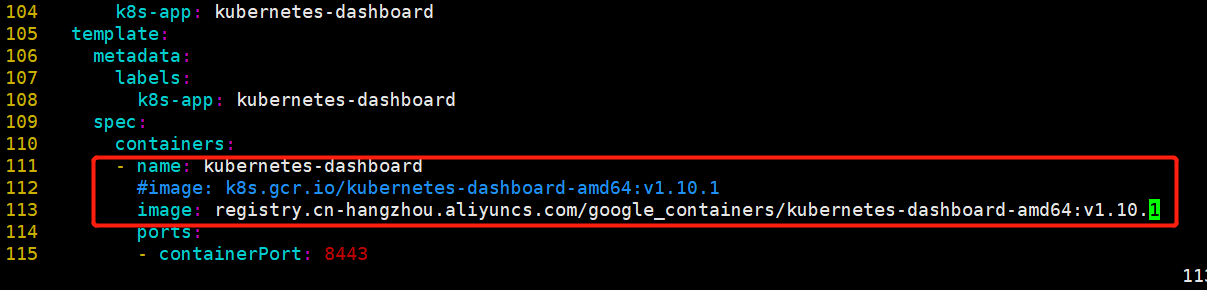 104       k8s-app: kubernetes-dashboard
105   template:
106     metadata:
107       labels:
108         k8s-app: kubernetes-dashboard
109     spec:
110       containers:
111       - name: kubernetes-dashboard
112         #image: k8s.gcr.io/kubernetes-dashboard-amd64:v1.10.1
113         image: registry.cn-hangzhou.aliyuncs.com/google_containers/kubernetes-dashboard-amd64:v1.10.1
114         ports:
115         - containerPort: 8443